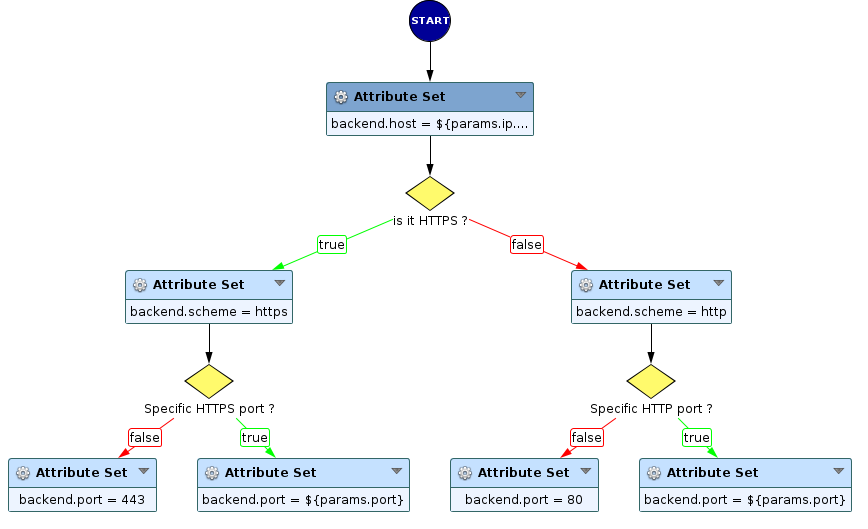 START
Attribute Set
backend.host = ${params.ip....
is it HTTPS ?
true
false
Attribute Set
backend.scheme = https
Attribute Set
backend.scheme = http
Specific HTTPS port ?
Specific HTTP port ?
false
true
false
true
Attribute Set
backend.port = 443
Attribute Set
backend.port = ${params.port}
Attribute Set
backend.port = 80
Attribute Set
backend.port = ${params.port}